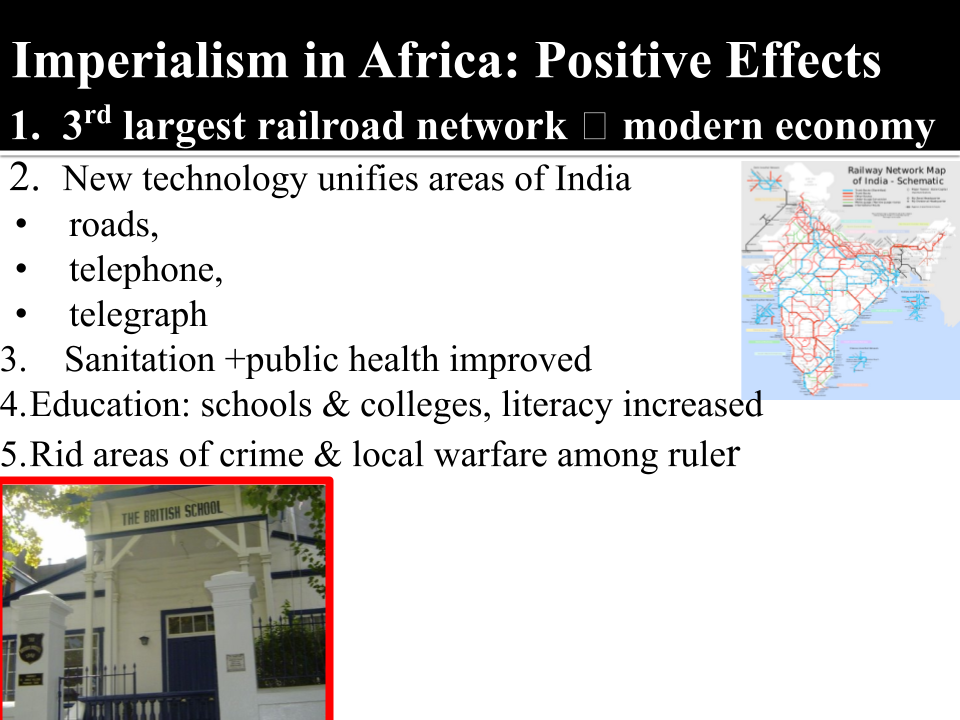 Imperialism in Africa: Positive Effects
1. 3rd largest railroad network □ modern economy
2. New technology unifies areas of India
• roads,
• telephone,
• telegraph
3. Sanitation +public health improved
4.Education: schools & colleges, literacy increased
5.Rid areas of crime & local warfare among ruler
Railway Network Map
of India - Schematic
THE BRITISH SCHOOL